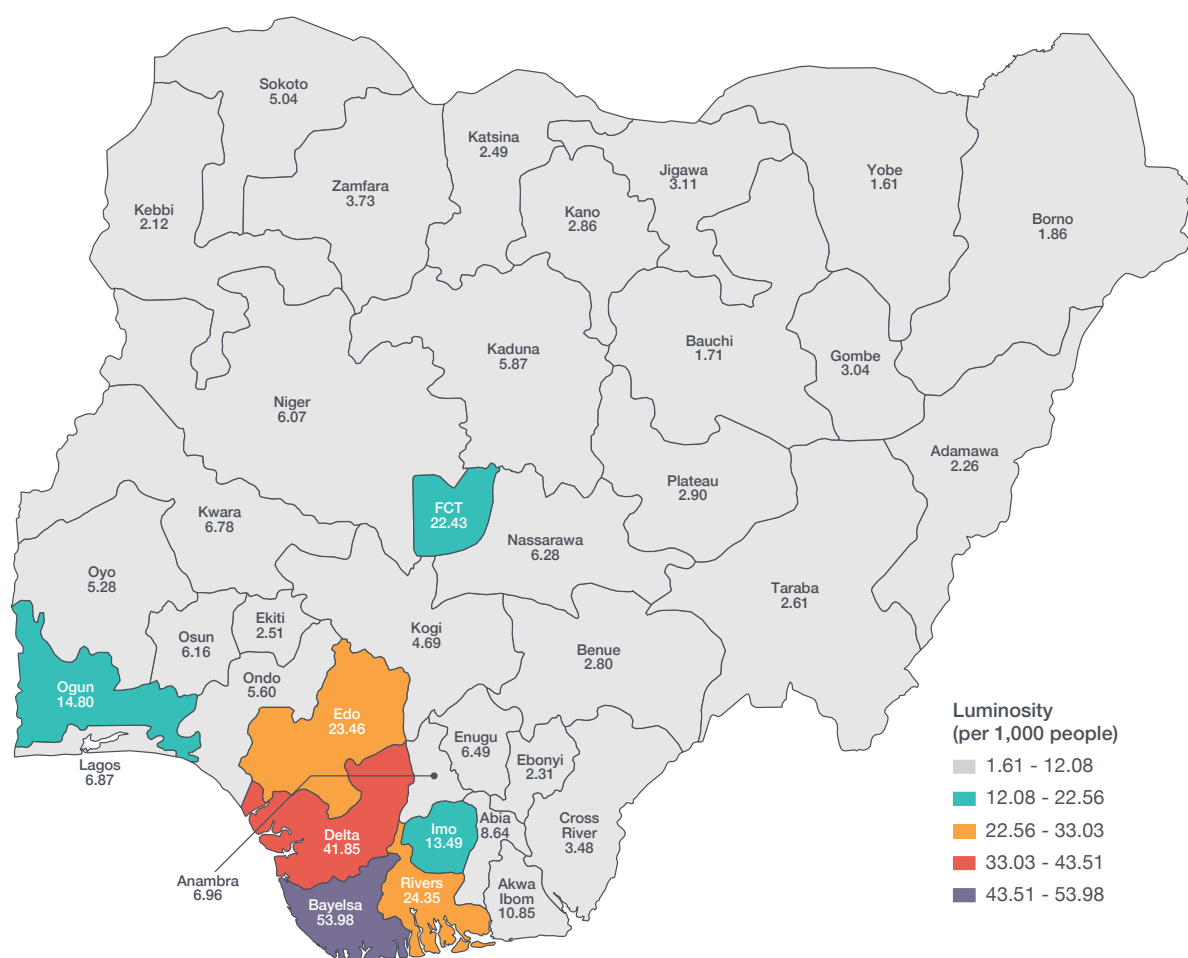 Sokoto
5.04
Katsina
2.49
Jigawa
3.11
Yobe
1.61
Zamfara
3.73
Kebbi
2.12
Kano
2.86
Borno
1.86
Kaduna
5.87
Bauchi
1.71
Gombe
3.04
Niger
6.07
Adamawa
2.26
Plateau
2.90
FCT
22.43
Kwara
6.78
Nassarawa
6.28
Oyo
5.28
Taraba
2.61
Ekiti
2.51
Osun
6.16
Kogi
4.69
Benue
2.80
Ondo
5.60
Ogun
14.80
Edo
23.46
Enugu
6.49
Ebonyi
2.31
Lagos
6.87
Delta
41.85
Imo
13.49
Abia
8.64
Cross
River
3.48
Anambra
6.96
Rivers
24.35
Akwa
Ibom
10.85
Bayelsa
53.98
Luminosity
(per 1,000 people)
1.61 - 12.08
12.08 - 22.56
22.56 - 33.03
33.03 - 43.51
43.51 - 53.98